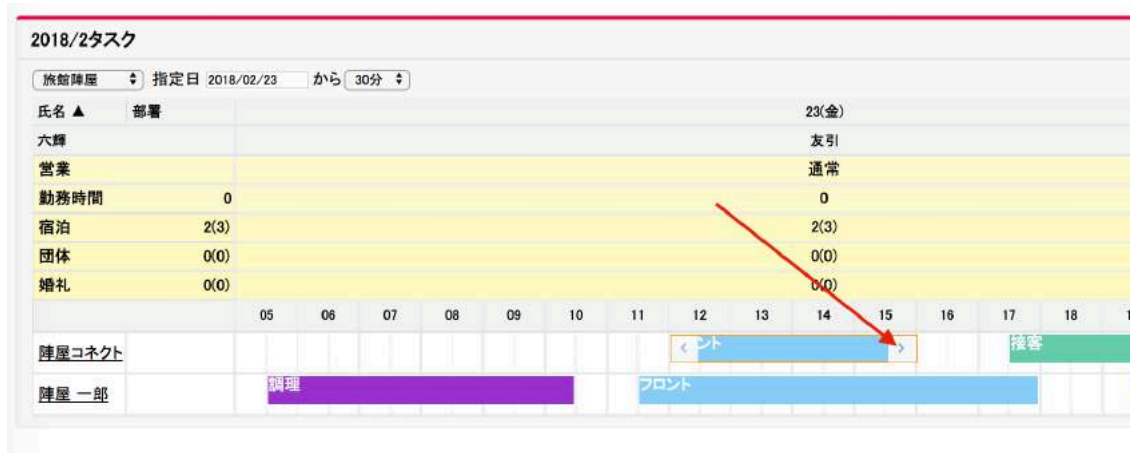 2018/2タスク
旅館陣屋 指定日 2018/02/23 から 30分
氏名 ▲ 部署 23(金)
六輝 友引
営業 通常
勤務時間 0 0
宿泊 2(3) 2(3)
団体 0(0) 0(0)
婚礼 0(0) 0(0)
05 06 07 08 09 10 11 12 13 14 15 16 17 18 1
陣屋コネクト ント 接客
陣屋 一郎 調理 フロント